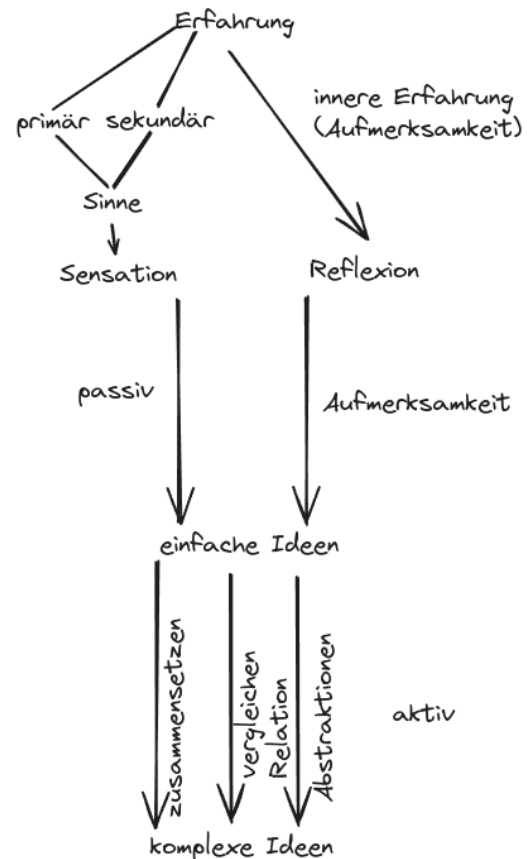 Erfahrung
innere Erfahrung
(Aufmerksamkeit)
primär sekundär
Sinne
Sensation
Reflexion
passiv
Aufmerksamkeit
einfache Ideen
zusammensetzen
vergleichen
Relation
Abstraktionen
aktiv
komplexe Ideen